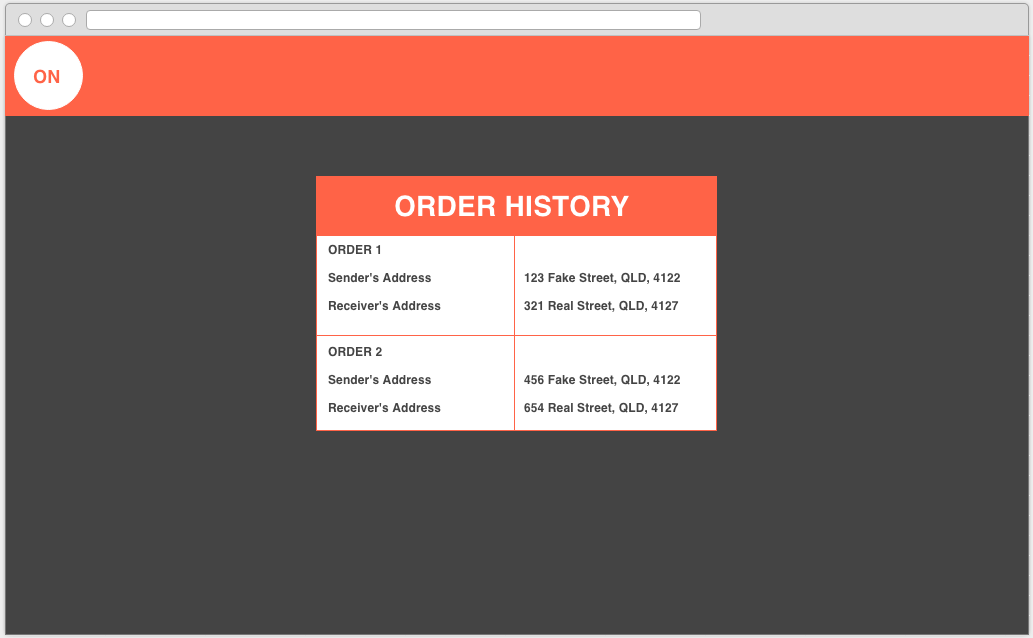 ON
ORDER HISTORY
ORDER 1
Sender's Address 123 Fake Street, QLD, 4122
Receiver's Address 321 Real Street, QLD, 4127
ORDER 2
Sender's Address 456 Fake Street, QLD, 4122
Receiver's Address 654 Real Street, QLD, 4127